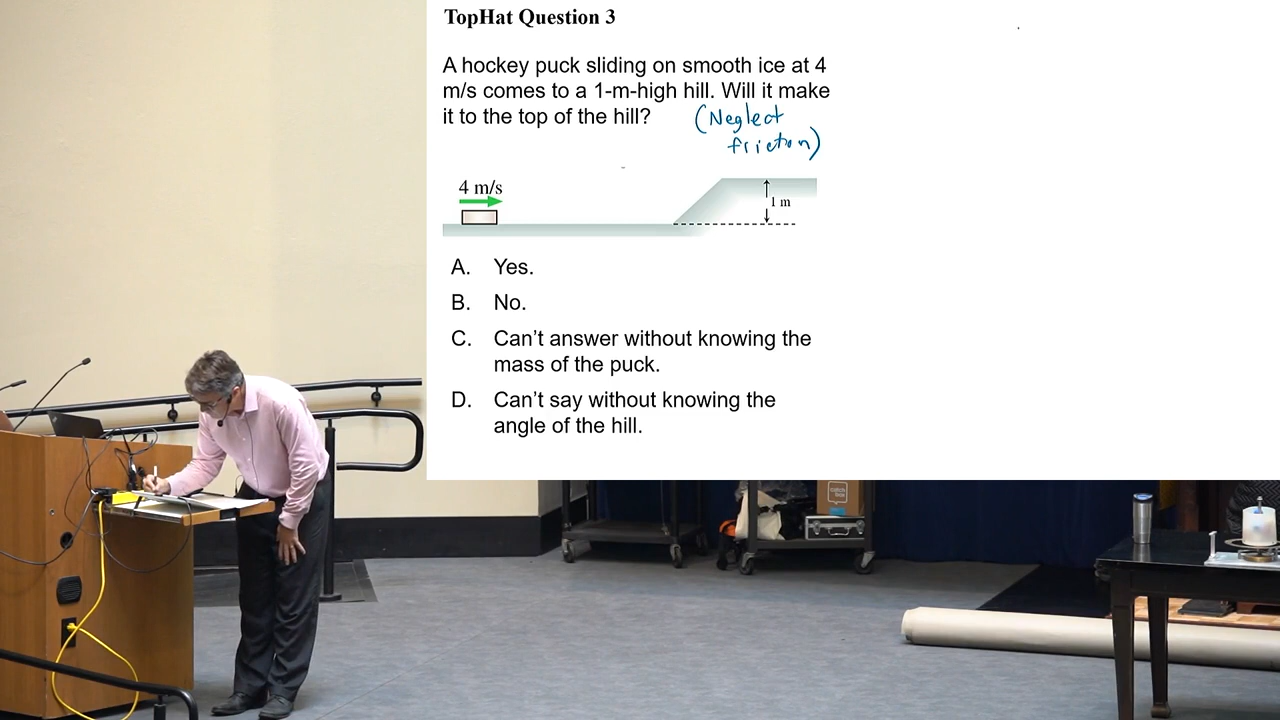 TopHat Question 3
A hockey puck sliding on smooth ice at 4
m/s comes to a 1-m-high hill. Will it make
it to the top of the hill?
(Neglect
friction)
4 m/s
1 m
A. Yes.
B. No.
C. Can’t answer without knowing the
mass of the puck.
D. Can’t say without knowing the
angle of the hill.
catch
box